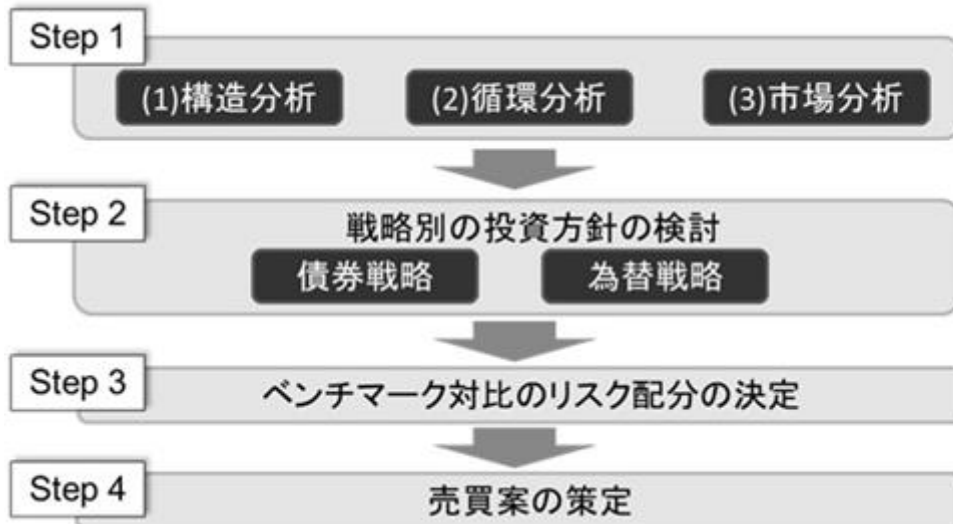 Step 1
(1)構造分析 (2)循環分析 (3)市場分析
Step 2
戦略別の投資方針の検討
債券戦略 為替戦略
Step 3
ベンチマーク対比のリスク配分の決定
Step 4
売買案の策定